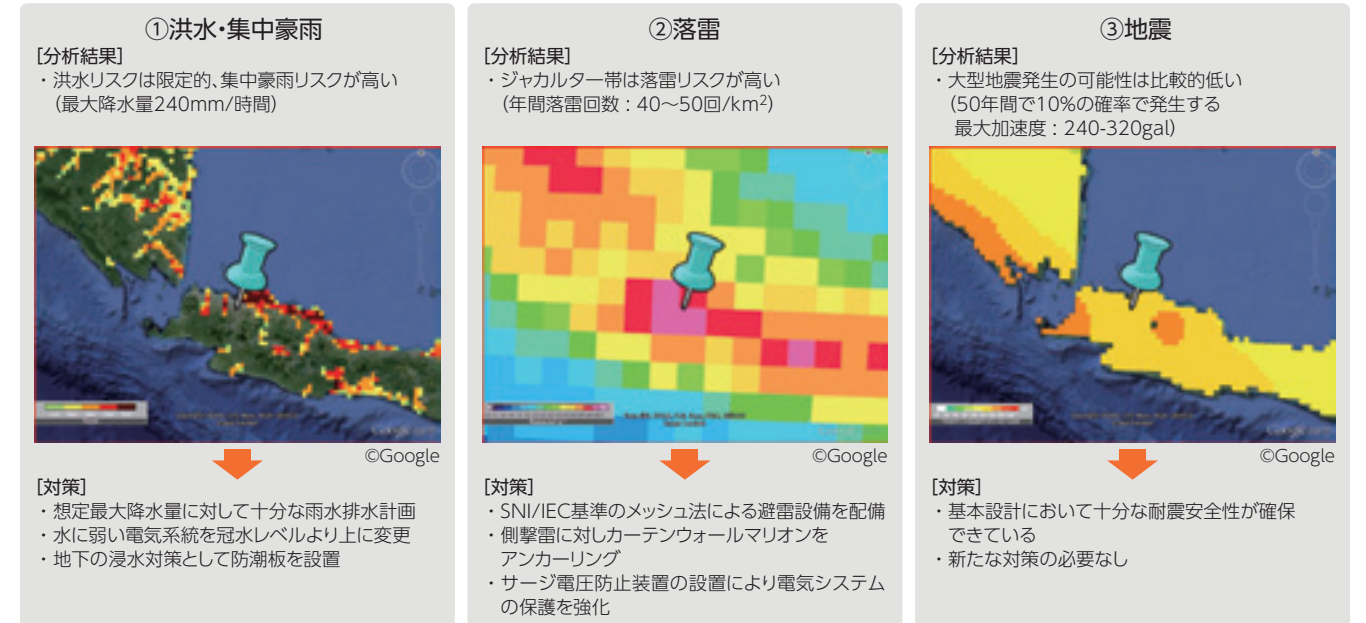 ①洪水・集中豪雨
[分析結果]
・洪水リスクは限定的、集中豪雨リスクが高い
（最大降水量240mm/時間）
©Google
[対策]
・想定最大降水量に対して十分な雨水排水計画
・水に弱い電気系統を冠水レベルより上に変更
・地下の浸水対策として防潮板を設置
②落雷
[分析結果]
・ジャカルタ一帯は落雷リスクが高い
（年間落雷回数：40～50回/km²）
©Google
[対策]
・SNI/IEC基準のメッシュ法による避雷設備を配備
・側撃雷に対しカーテンウォールマリオンを
アンカーリング
・サージ電圧防止装置の設置により電気システム
の保護を強化
③地震
[分析結果]
・大型地震発生の可能性は比較的低い
（50年間で10%の確率で発生する
最大加速度：240-320gal）
©Google
[対策]
・基本設計において十分な耐震安全性が確保
できている
・新たな対策の必要なし